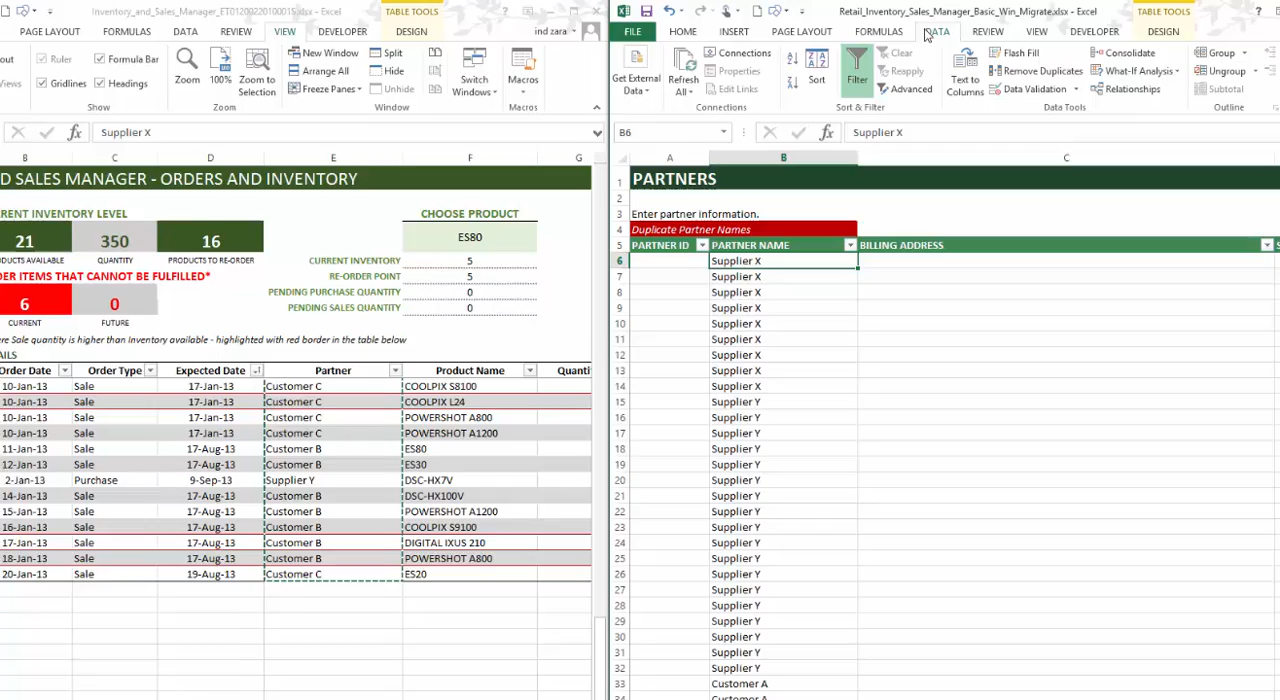 Inventory_and_Sales_Manager_ET01200220100015.xlsx - Excel
TABLE TOOLS
PAGE LAYOUT FORMULAS DATA REVIEW VIEW DEVELOPER DESIGN ind zara
Ruler Formula Bar
Gridlines Headings
Show
Zoom 100% Zoom to Selection
Zoom
New Window Split
Arrange All Hide
Freeze Panes Unhide
Switch Windows
Window
Macros
Macros
Supplier X
B C D E F G
D SALES MANAGER - ORDERS AND INVENTORY
RRENT INVENTORY LEVEL CHOOSE PRODUCT
21 350 16 ES80
ODUCTS AVAILABLE QUANTITY PRODUCTS TO RE-ORDER CURRENT INVENTORY 5
DER ITEMS THAT CANNOT BE FULFILLED* RE-ORDER POINT 5
6 0 PENDING PURCHASE QUANTITY 0
PENDING SALES QUANTITY 0
CURRENT FUTURE
ere Sale quantity is higher than Inventory available - highlighted with red border in the table below
AILS
Order Date Order Type Expected Date Partner Product Name Quanti
10-Jan-13 Sale 17-Jan-13 Customer C COOLPIX S8100
10-Jan-13 Sale 17-Jan-13 Customer C COOLPIX L24
10-Jan-13 Sale 17-Jan-13 Customer C POWERSHOT A800
10-Jan-13 Sale 17-Jan-13 Customer C POWERSHOT A1200
11-Jan-13 Sale 17-Aug-13 Customer B ES80
12-Jan-13 Sale 17-Aug-13 Customer B ES30
2-Jan-13 Purchase 9-Sep-13 Supplier Y DSC-HX7V
14-Jan-13 Sale 17-Aug-13 Customer B DSC-HX100V
15-Jan-13 Sale 17-Aug-13 Customer B POWERSHOT A1200
16-Jan-13 Sale 17-Aug-13 Customer B COOLPIX S9100
17-Jan-13 Sale 17-Aug-13 Customer B DIGITAL IXUS 210
18-Jan-13 Sale 17-Aug-13 Customer B POWERSHOT A800
20-Jan-13 Sale 19-Aug-13 Customer C ES20
Retail_Inventory_Sales_Manager_Basic_Win_Migrate.xlsx - Excel
TABLE TOOLS
FILE HOME INSERT PAGE LAYOUT FORMULAS DATA REVIEW VIEW DEVELOPER DESIGN
Get External Data
Refresh All
Connections
Properties
Edit Links
Connections
Sort
Filter
Clear
Reapply
Advanced
Sort & Filter
Text to Columns
Flash Fill
Remove Duplicates
Data Validation
Consolidate
What-If Analysis
Relationships
Data Tools
Group
Ungroup
Subtotal
Outline
B6 Supplier X
A B C
1 PARTNERS
2
3 Enter partner information.
4 Duplicate Partner Names
5 PARTNER ID PARTNER NAME BILLING ADDRESS
6 Supplier X
7 Supplier X
8 Supplier X
9 Supplier X
10 Supplier X
11 Supplier X
12 Supplier X
13 Supplier X
14 Supplier X
15 Supplier Y
16 Supplier Y
17 Supplier Y
18 Supplier Y
19 Supplier Y
20 Supplier Y
21 Supplier Y
22 Supplier Y
23 Supplier Y
24 Supplier Y
25 Supplier Y
26 Supplier Y
27 Supplier Y
28 Supplier Y
29 Supplier Y
30 Supplier Y
31 Supplier Y
32 Supplier Y
33 Customer A
34 Customer A